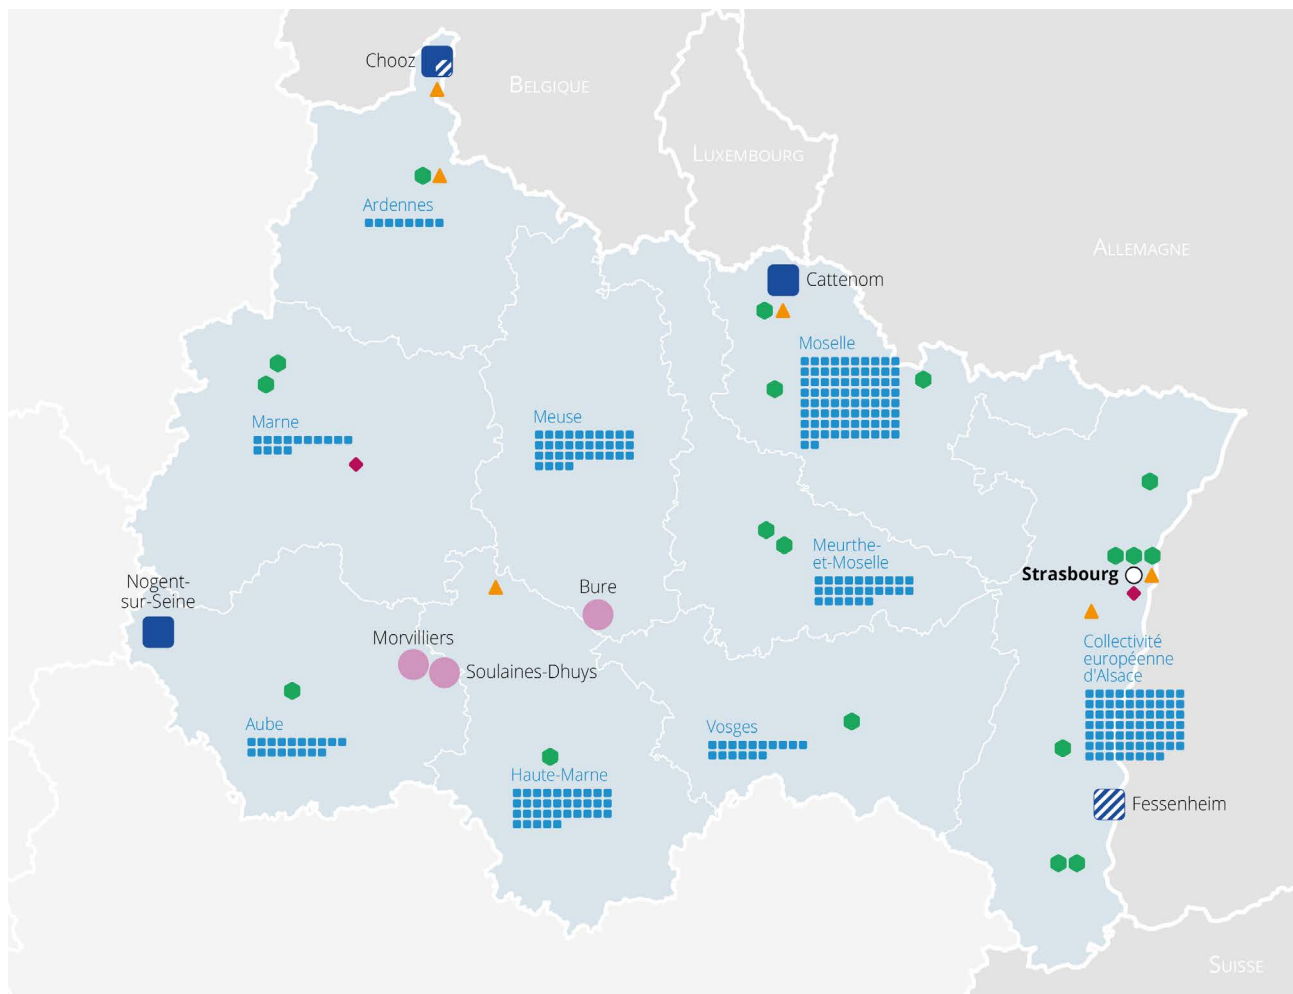 Chooz
BELGIQUE
LUXEMBOURG
Ardennes
ALLEMAGNE
Cattenom
Moselle
Marne
Meuse
Meurthe-
et-Moselle
Strasbourg
Nogent-
sur-Seine
Bure
Morvilliers
Soulaines-Dhuys
Collectivité
européenne
d'Alsace
Aube
Vosges
Haute-Marne
Fessenheim
SUISSE